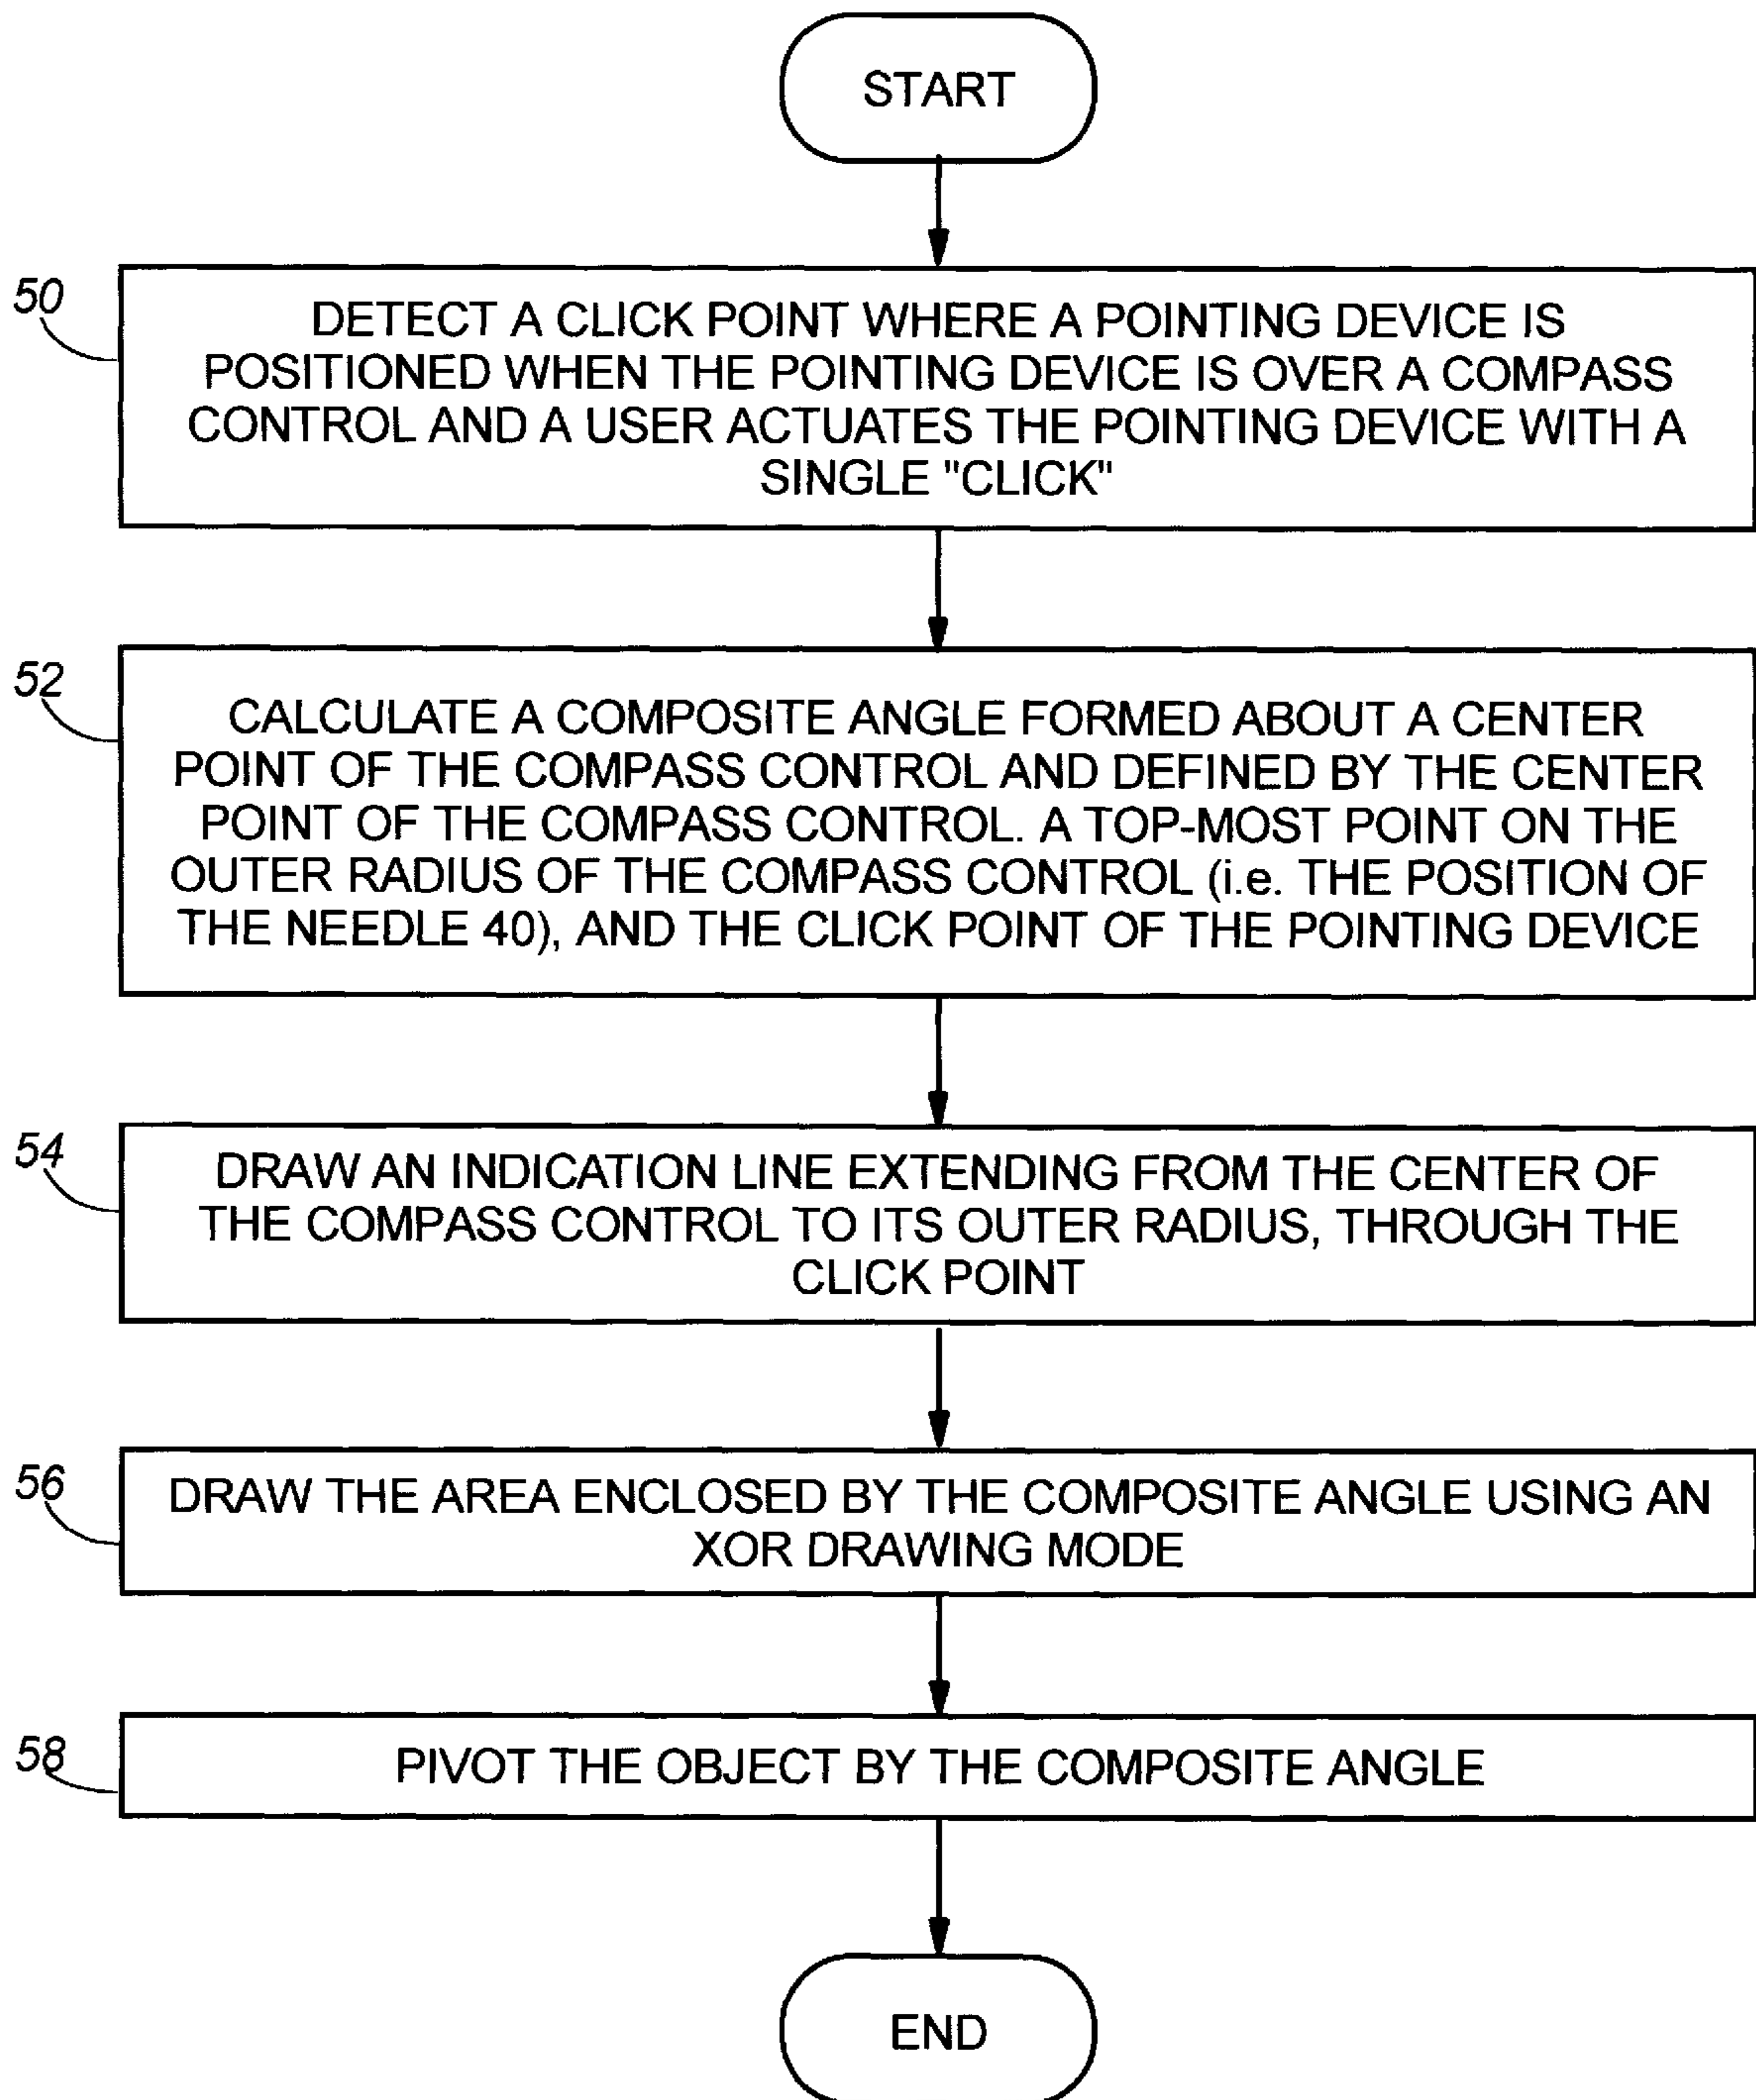 START
50
DETECT A CLICK POINT WHERE A POINTING DEVICE IS
POSITIONED WHEN THE POINTING DEVICE IS OVER A COMPASS
CONTROL AND A USER ACTUATES THE POINTING DEVICE WITH A
SINGLE "CLICK"
52
CALCULATE A COMPOSITE ANGLE FORMED ABOUT A CENTER
POINT OF THE COMPASS CONTROL AND DEFINED BY THE CENTER
POINT OF THE COMPASS CONTROL. A TOP-MOST POINT ON THE
OUTER RADIUS OF THE COMPASS CONTROL (i.e. THE POSITION OF
THE NEEDLE 40), AND THE CLICK POINT OF THE POINTING DEVICE
54
DRAW AN INDICATION LINE EXTENDING FROM THE CENTER OF
THE COMPASS CONTROL TO ITS OUTER RADIUS, THROUGH THE
CLICK POINT
56
DRAW THE AREA ENCLOSED BY THE COMPOSITE ANGLE USING AN
XOR DRAWING MODE
58
PIVOT THE OBJECT BY THE COMPOSITE ANGLE
END